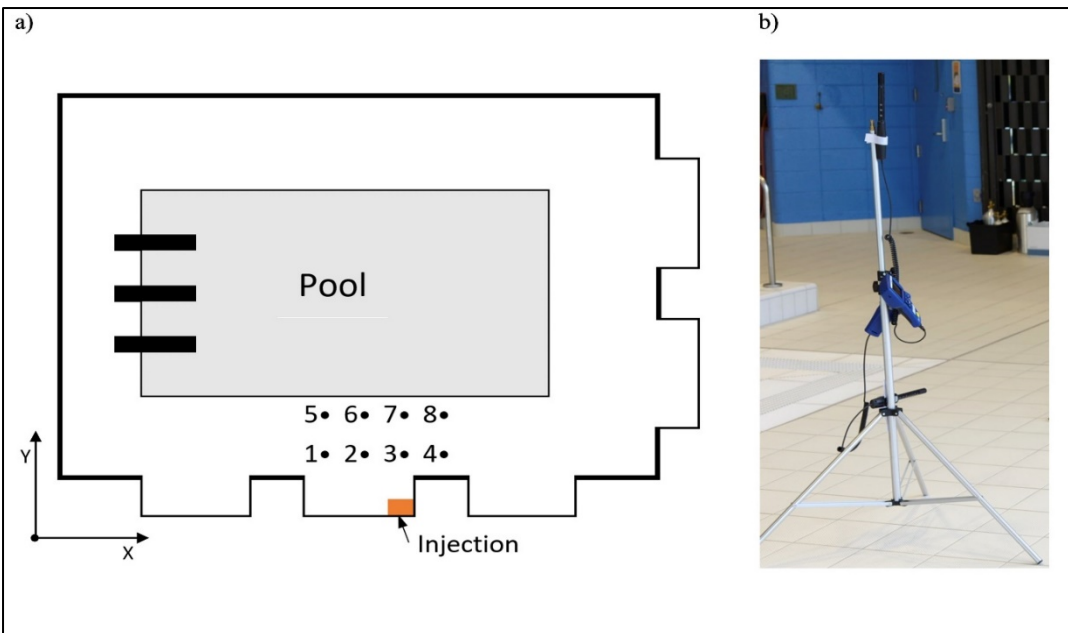 a)
b)
Pool
5• 6• 7• 8•
1• 2• 3• 4•
Y
X
Injection